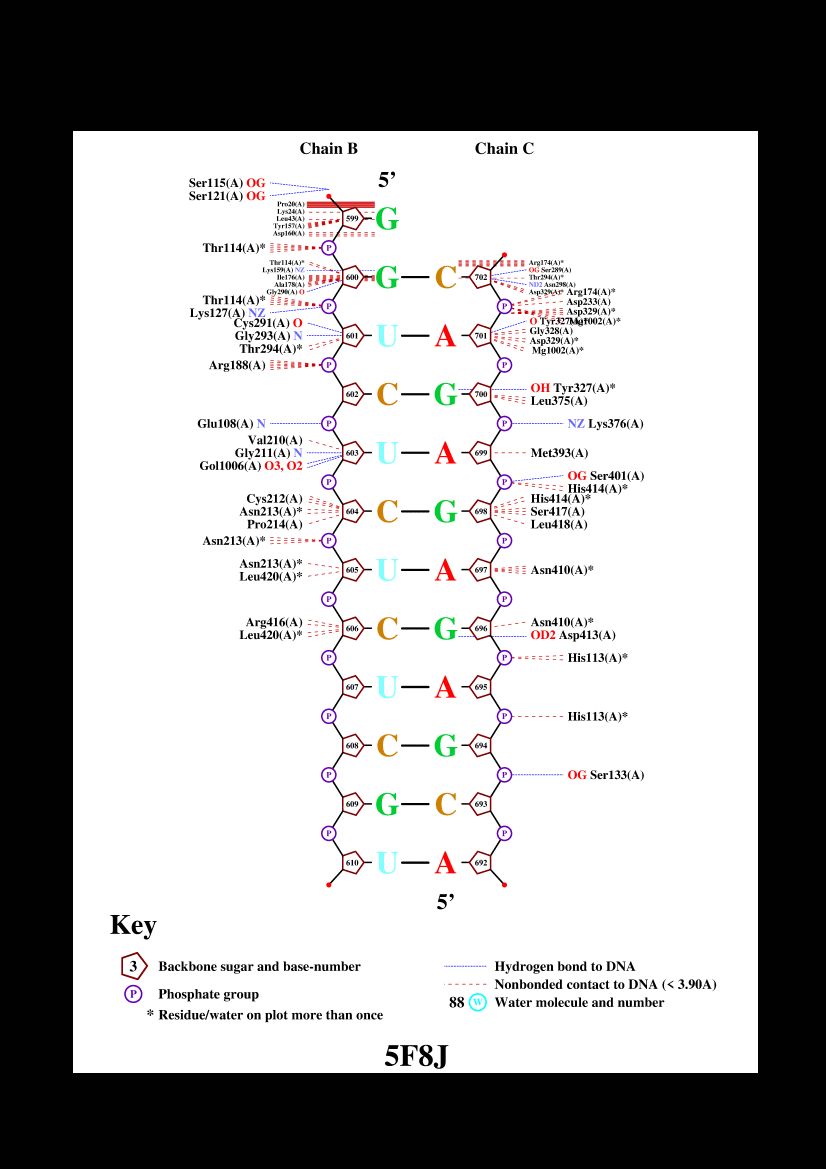 Chain B Chain C
5’
Ser115(A) OG
Ser121(A) OG
Pro20(A)
Lys24(A)
Leu43(A)
Tyr157(A)
Asp160(A)
599 G
Thr114(A)* P
Thr114(A)*
Lys159(A) NZ
Ile176(A)
Ala178(A)
Gly290(A) O
600 G C 702
Arg174(A)*
OG Ser289(A)
Thr294(A)*
ND2 Asn298(A)
Asp329(A)*
Thr114(A)*
Lys127(A) NZ
P P
Arg174(A)*
Asp233(A)
Asp329(A)*
Mg1002(A)*
Cys291(A) O
Gly293(A) N
Thr294(A)*
601 U A 701
O Tyr327(A)*
Gly328(A)
Asp329(A)*
Mg1002(A)*
Arg188(A) P P
602 C G 700
OH Tyr327(A)*
Leu375(A)
Glu108(A) N P P NZ Lys376(A)
Val210(A)
Gly211(A) N
Gol1006(A) O3, O2
603 U A 699 Met393(A)
P P
OG Ser401(A)
His414(A)*
Cys212(A)
Asn213(A)*
Pro214(A)
604 C G 698
His414(A)*
Ser417(A)
Leu418(A)
Asn213(A)* P P
Asn213(A)*
Leu420(A)*
605 U A 697 Asn410(A)*
P P
Arg416(A)
Leu420(A)*
606 C G 696
Asn410(A)*
OD2 Asp413(A)
P P His113(A)*
607 U A 695
P P His113(A)*
608 C G 694
P P OG Ser133(A)
609 G C 693
P P
610 U A 692
5’
Key
3 Backbone sugar and base-number
P Phosphate group
* Residue/water on plot more than once
Hydrogen bond to DNA
Nonbonded contact to DNA (< 3.90A)
88 W Water molecule and number
5F8J